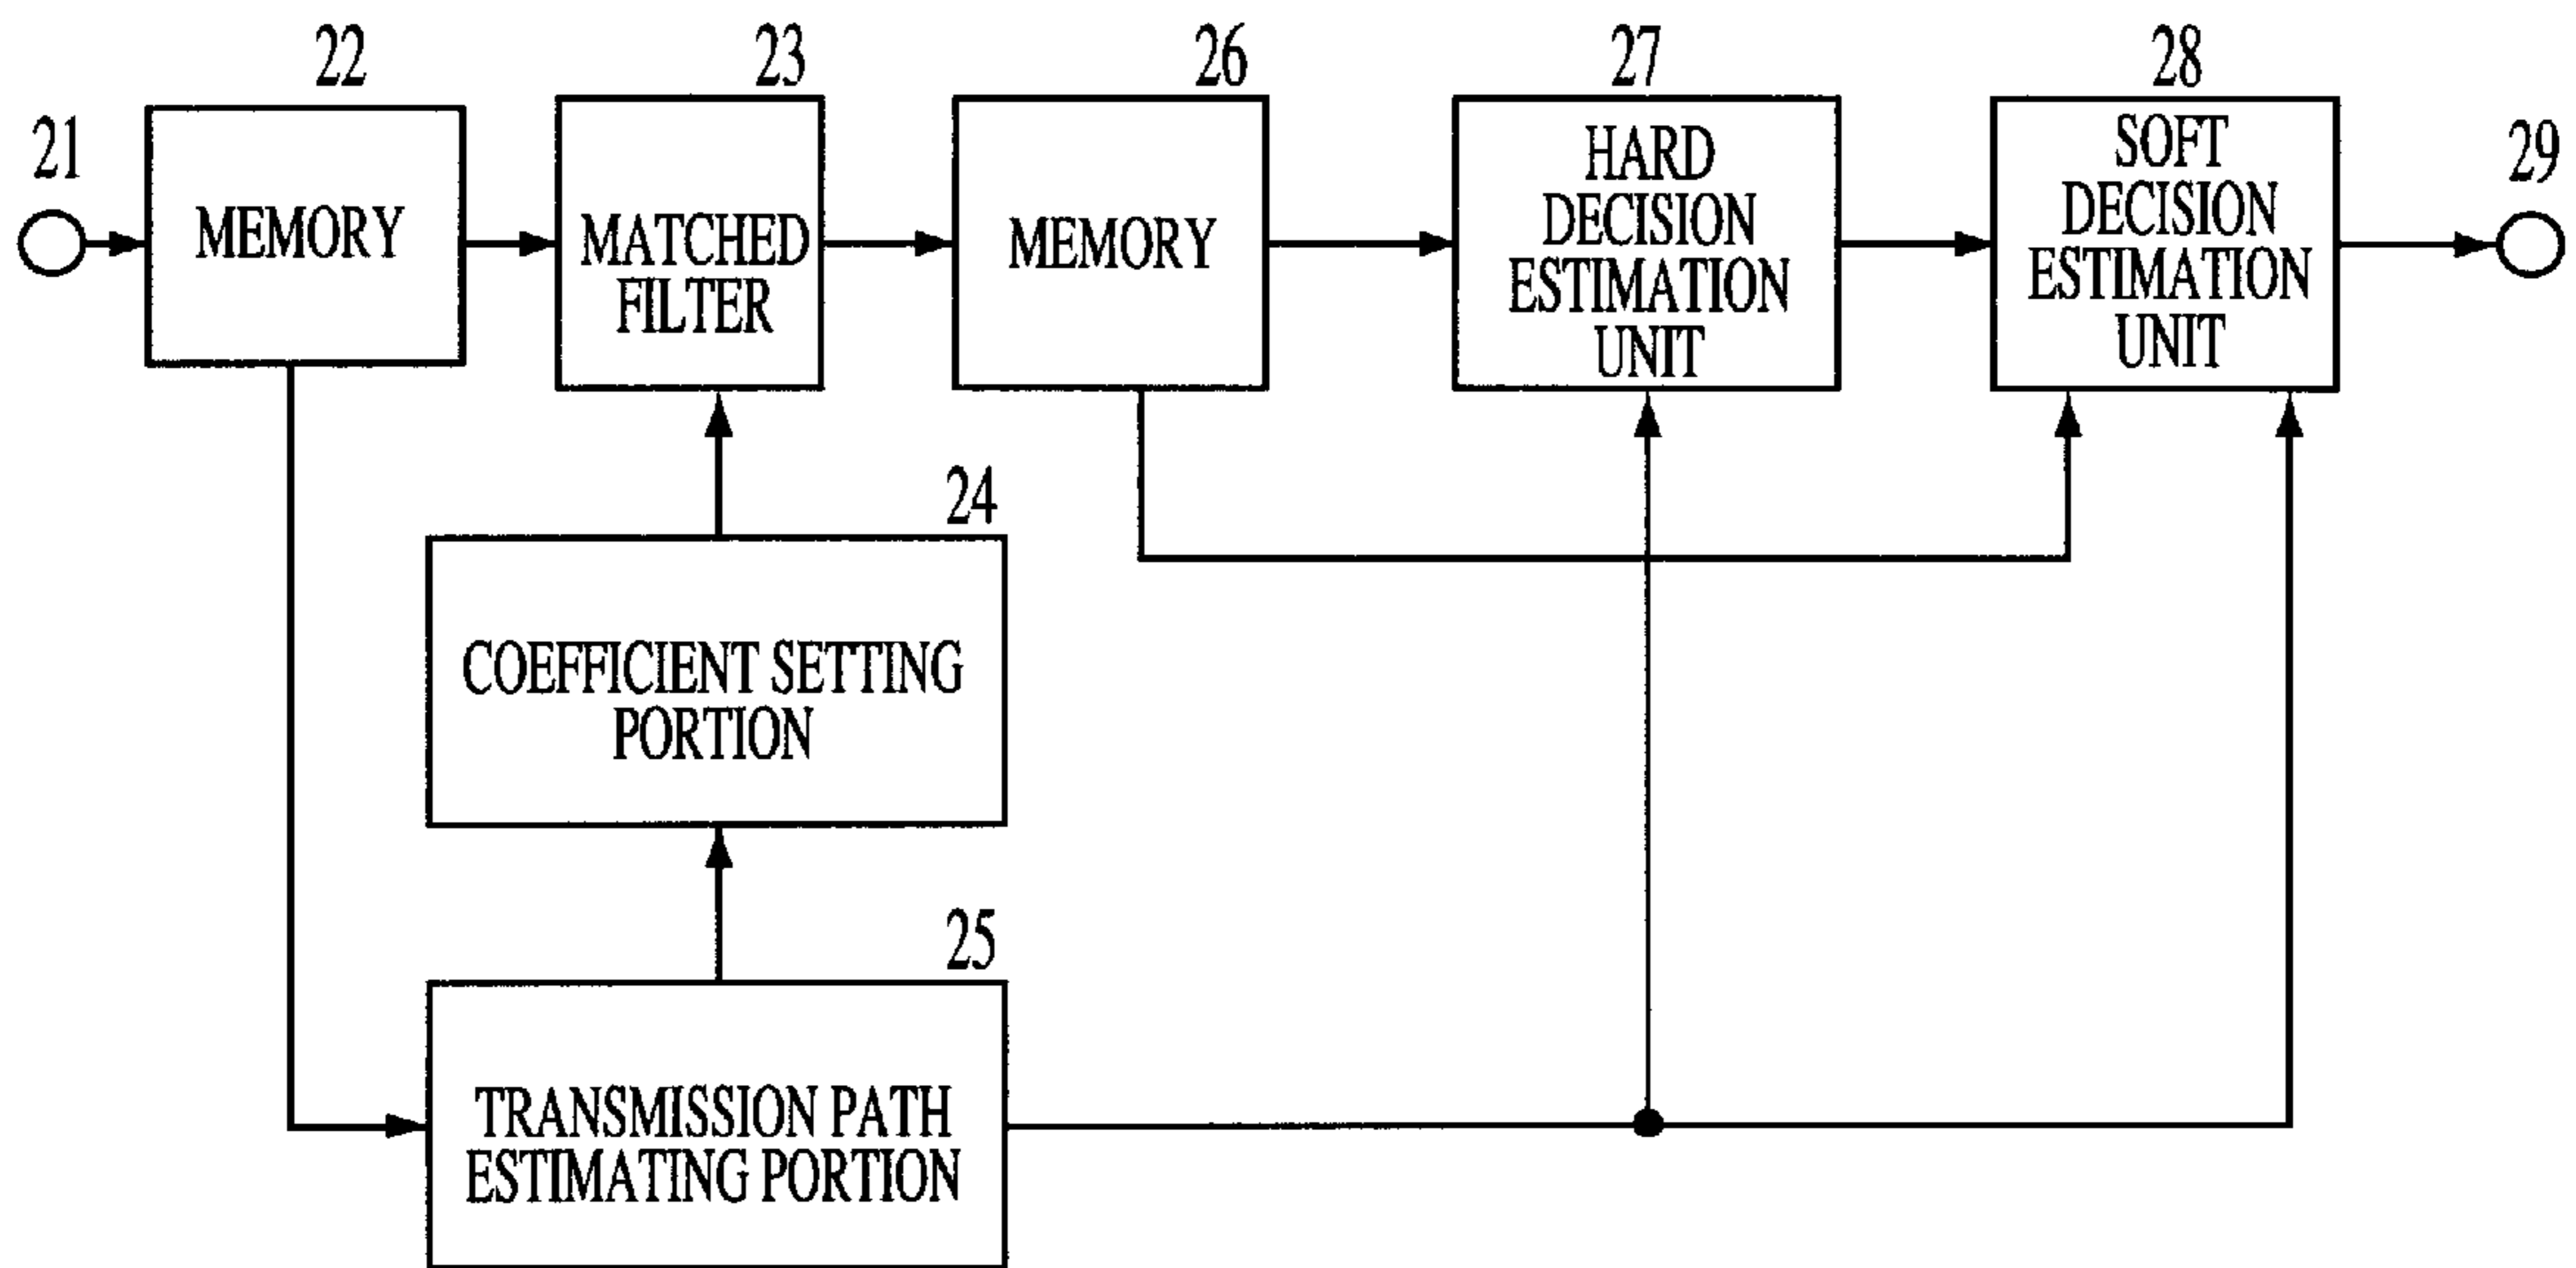 21
22
MEMORY
23
MATCHED
FILTER
26
MEMORY
27
HARD
DECISION
ESTIMATION
UNIT
28
SOFT
DECISION
ESTIMATION
UNIT
29
24
COEFFICIENT SETTING
PORTION
25
TRANSMISSION PATH
ESTIMATING PORTION